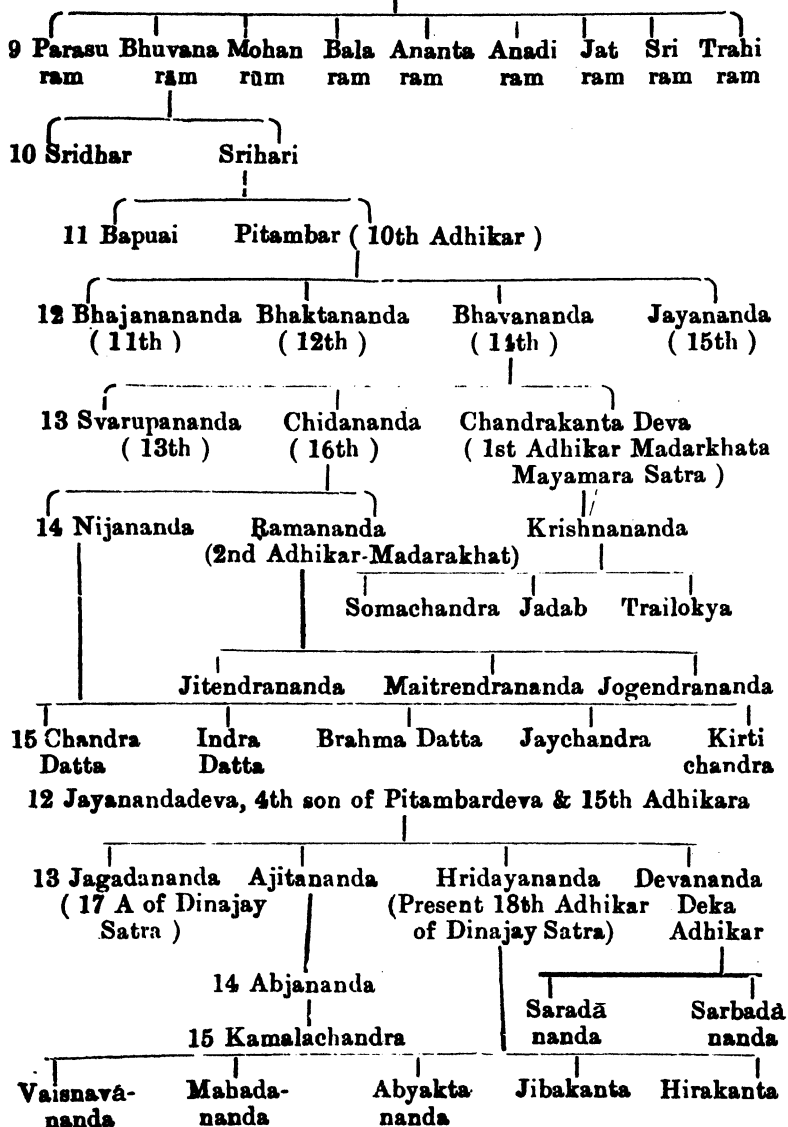 9 Parasu Bhuvana Mohan Bala Ananta Anadi Jat Sri Trahi
ram ram rum ram ram ram ram ram ram
10 Sridhar Srihari
11 Bapuai Pitambar ( 10th Adhikar )
12 Bhajanananda Bhaktananda Bhavananda Jayananda
( 11th ) ( 12th ) ( 14th ) ( 15th )
13 Svarupananda Chidananda Chandrakanta Deva
( 13th ) ( 16th ) ( 1st Adhikar Madarkhata
Mayamara Satra )
14 Nijananda Ramananda Krishnananda
(2nd Adhikar-Madarakhat)
Somachandra Jadab Trailokya
Jitendrananda Maitrendrananda Jogendrananda
15 Chandra Indra Brahma Datta Jaychandra Kirti
Datta Datta chandra
12 Jayanandadeva, 4th son of Pitambardeva & 15th Adhikara
13 Jagadananda Ajitananda Hridayananda Devananda
( 17 A of Dinajay (Present 18th Adhikar Deka
Satra ) of Dinajay Satra) Adhikar
14 Abjananda
Saradā Sarbadà
15 Kamalachandra nanda nanda
Vaisnavá- Mahada- Abyakta Jibakanta Hirakanta
nanda nanda nanda